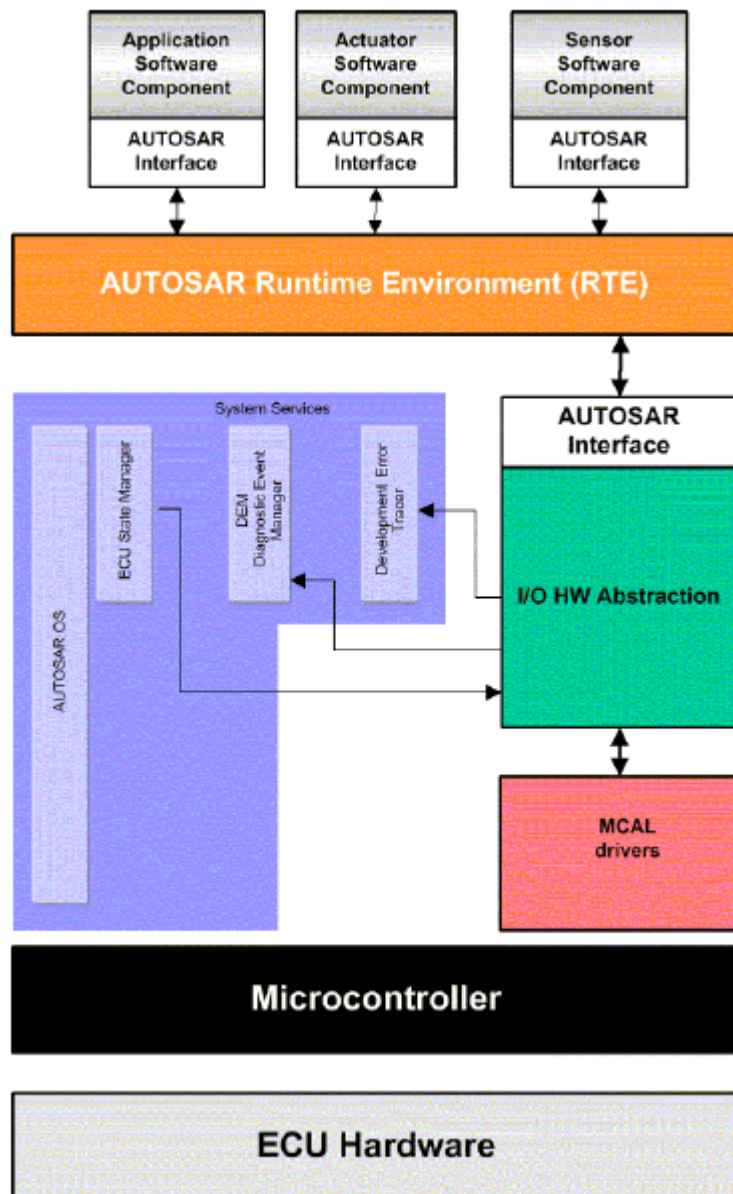 Application
Software
Component
AUTOSAR
Interface
Actuator
Software
Component
AUTOSAR
Interface
Sensor
Software
Component
AUTOSAR
Interface
AUTOSAR Runtime Environment (RTE)
System Services
AUTOSAR OS
ECU State Manager
DEM
Diagnostic Event
Manager
Development Error
Tracer
AUTOSAR
Interface
I/O HW Abstraction
MCAL
drivers
Microcontroller
ECU Hardware